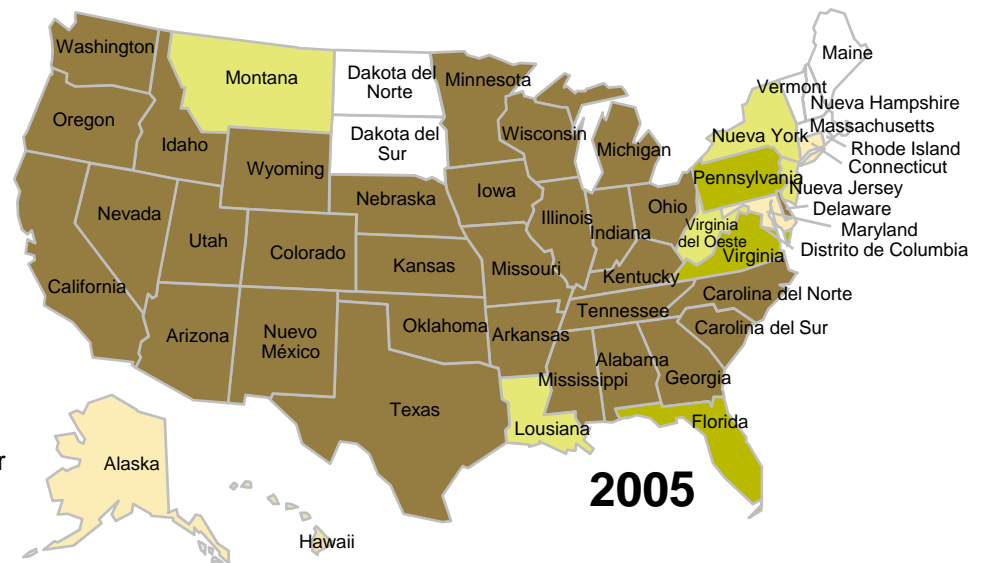 Washington
Montana
Dakota del
Norte
Minnesota
Maine
Vermont
Nueva Hampshire
Oregon
Idaho
Dakota del
Sur
Wisconsin
Michigan
Nueva York
Massachusetts
Rhode Island
Connecticut
Wyoming
Pennsylvania
Nueva Jersey
Nebraska
Iowa
Illinois
Indiana
Ohio
Delaware
Maryland
Nevada
Utah
Colorado
Virginia
del Oeste
Virginia
Distrito de Columbia
Kansas
Missouri
Kentucky
California
Carolina del Norte
Tennessee
Arizona
Nuevo
México
Oklahoma
Arkansas
Carolina del Sur
Alabama
Mississippi
Georgia
Texas
Lousiana
Florida
r
Alaska
2005
Hawaii